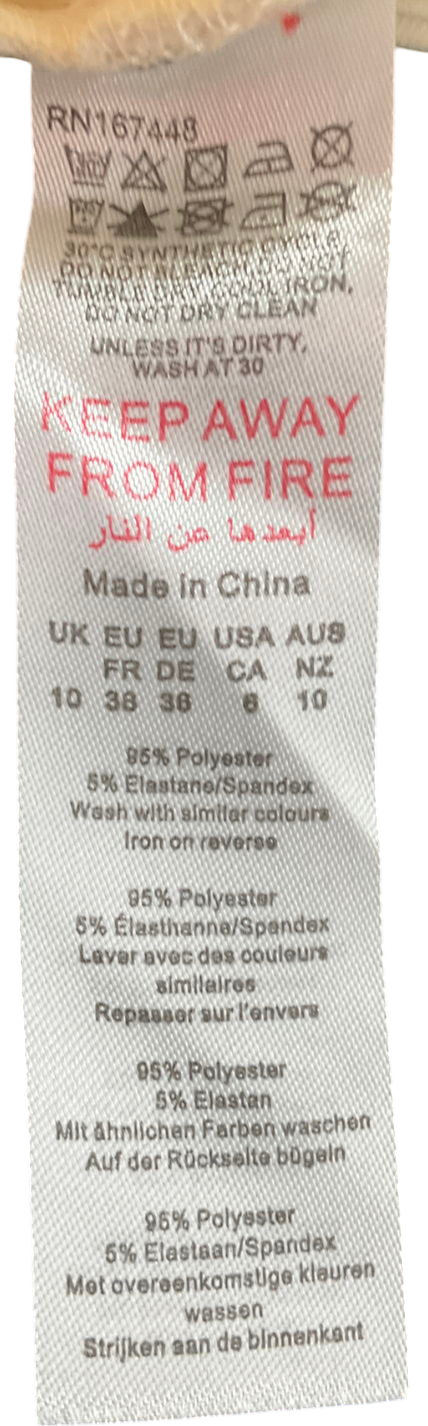 RN167448
30°C SYNTHETIC CYCLE,
DO NOT BLEACH, DO NOT
TUMBLE DRY, COOL IRON,
DO NOT DRY CLEAN
UNLESS IT'S DIRTY,
WASH AT 30
KEEP AWAY
FROM FIRE
أبعدها عن النار
Made in China
UK EU EU USA AUS
FR DE CA NZ
10 38 36 6 10
95% Polyester
5% Elastane/Spandex
Wash with similar colours
Iron on reverse
95% Polyester
5% Élasthanne/Spandex
Laver avec des couleurs
similaires
Repasser sur l'envers
95% Polyester
5% Elastan
Mit ähnlichen Farben waschen
Auf der Rückseite bügeln
95% Polyester
5% Elastaan/Spandex
Met overeenkomstige kleuren
wassen
Strijken aan de binnenkant